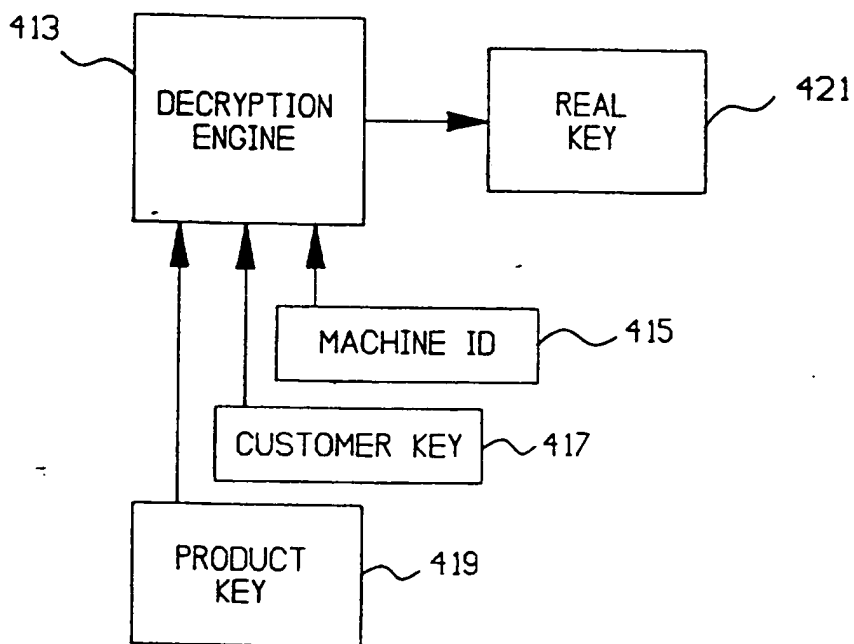 413
DECRYPTION
ENGINE
REAL
KEY
421
MACHINE ID
415
CUSTOMER KEY
417
PRODUCT
KEY
419